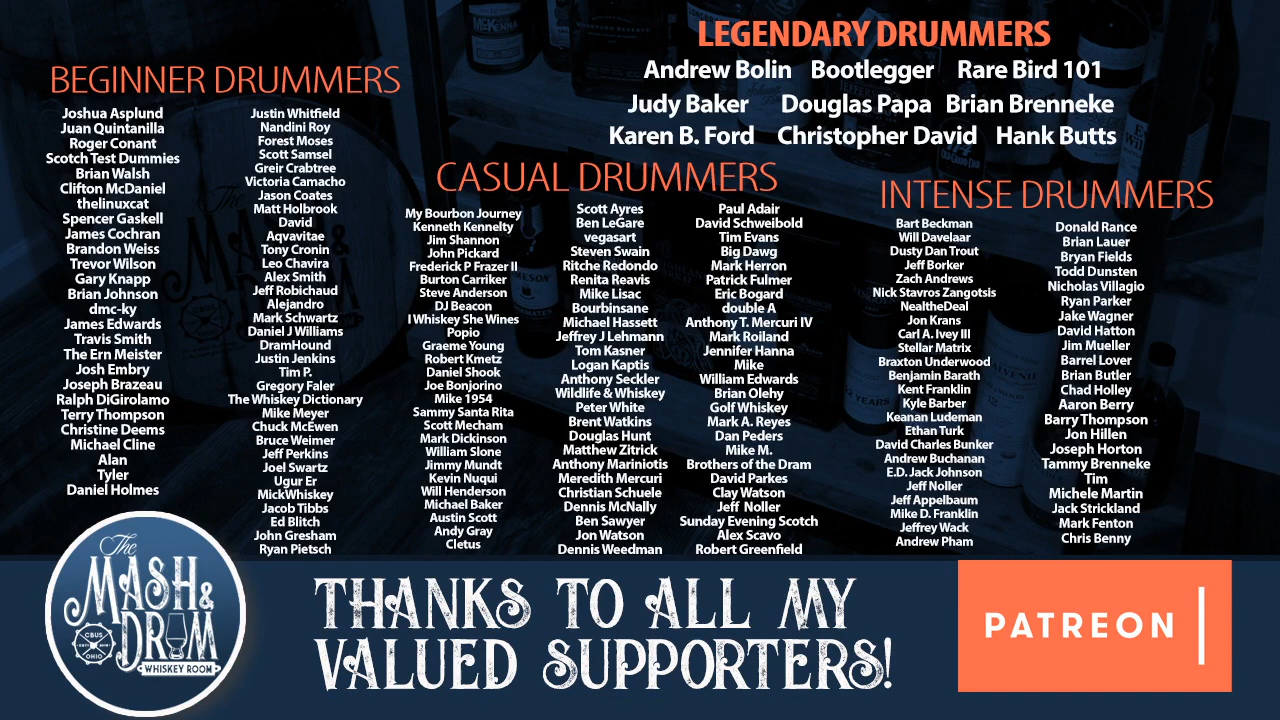 LEGENDARY DRUMMERS
Andrew Bolin Bootlegger Rare Bird 101
Judy Baker Douglas Papa Brian Brenneke
Karen B. Ford Christopher David Hank Butts
BEGINNER DRUMMERS
Joshua Asplund
Juan Quintanilla
Roger Conant
Scotch Test Dummies
Brian Walsh
Clifton McDaniel
thelinuxcat
Spencer Gaskell
James Cochran
Brandon Weiss
Trevor Wilson
Gary Knapp
Brian Johnson
dmc-ky
James Edwards
Travis Smith
The Ern Meister
Josh Embry
Joseph Brazeau
Ralph DiGirolamo
Terry Thompson
Christine Deems
Michael Cline
Alan
Tyler
Daniel Holmes
Justin Whitfield
Nandini Roy
Forest Moses
Scott Samsel
Greir Crabtree
Victoria Camacho
Jason Coates
Matt Holbrook
David
Aqvavitae
Tony Cronin
Leo Chavira
Alex Smith
Jeff Robichaud
Alejandro
Mark Schwartz
Daniel J Williams
DramHound
Justin Jenkins
Tim P.
Gregory Faler
The Whiskey Dictionary
Mike Meyer
Chuck McEwen
Bruce Weimer
Jeff Perkins
Joel Swartz
Ugur Er
MickWhiskey
Jacob Tibbs
Ed Blitch
John Gresham
Ryan Pietsch
CASUAL DRUMMERS
My Bourbon Journey
Kenneth Kennelty
Jim Shannon
John Pickard
Frederick P Frazer II
Burton Carriker
Steve Anderson
DJ Beacon
I Whiskey She Wines
Popio
Graeme Young
Robert Kmetz
Daniel Shook
Joe Bonjorino
Mike 1954
Sammy Santa Rita
Scott Mecham
Mark Dickinson
William Slone
Jimmy Mundt
Kevin Nuqui
Will Henderson
Michael Baker
Austin Scott
Andy Gray
Cletus
Scott Ayres
Ben LeGare
vegasart
Steven Swain
Ritche Redondo
Renita Reavis
Mike Lisac
Bourbinsane
Michael Hassett
Jeffrey J Lehmann
Tom Kasner
Logan Kaptis
Anthony Seckler
Wildlife & Whiskey
Peter White
Brent Watkins
Douglas Hunt
Matthew Zitrick
Anthony Mariniotis
Meredith Mercuri
Christian Schuele
Dennis McNally
Ben Sawyer
Jon Watson
Dennis Weedman
Paul Adair
David Schweibold
Tim Evans
Big Dawg
Mark Herron
Patrick Fulmer
Eric Bogard
double A
Anthony T. Mercuri IV
Mark Roiland
Jennifer Hanna
Mike
William Edwards
Brian Olehy
Golf Whiskey
Mark A. Reyes
Dan Peders
Mike M.
Brothers of the Dram
David Parkes
Clay Watson
Jeff Noller
Sunday Evening Scotch
Alex Scavo
Robert Greenfield
INTENSE DRUMMERS
Bart Beckman
Will Davelaar
Dusty Dan Trout
Jeff Borker
Zach Andrews
Nick Stavros Zangotsis
NealtheDeal
Jon Krans
Carl A. Ivey III
Stellar Matrix
Braxton Underwood
Benjamin Barath
Kent Franklin
Kyle Barber
Keanan Ludeman
Ethan Turk
David Charles Bunker
Andrew Buchanan
E.D. Jack Johnson
Jeff Noller
Jeff Appelbaum
Mike D. Franklin
Jeffrey Wack
Andrew Pham
Donald Rance
Brian Lauer
Bryan Fields
Todd Dunsten
Nicholas Villagio
Ryan Parker
Jake Wagner
David Hatton
Jim Mueller
Barrel Lover
Brian Butler
Chad Holley
Aaron Berry
Barry Thompson
Jon Hillen
Joseph Horton
Tammy Brenneke
Tim
Michele Martin
Jack Strickland
Mark Fenton
Chris Benny
The
MASH &
DRUM
CBUS
OHIO
WHISKEY ROOM
THANKS TO ALL MY
VALUED SUPPORTERS!
PATREON